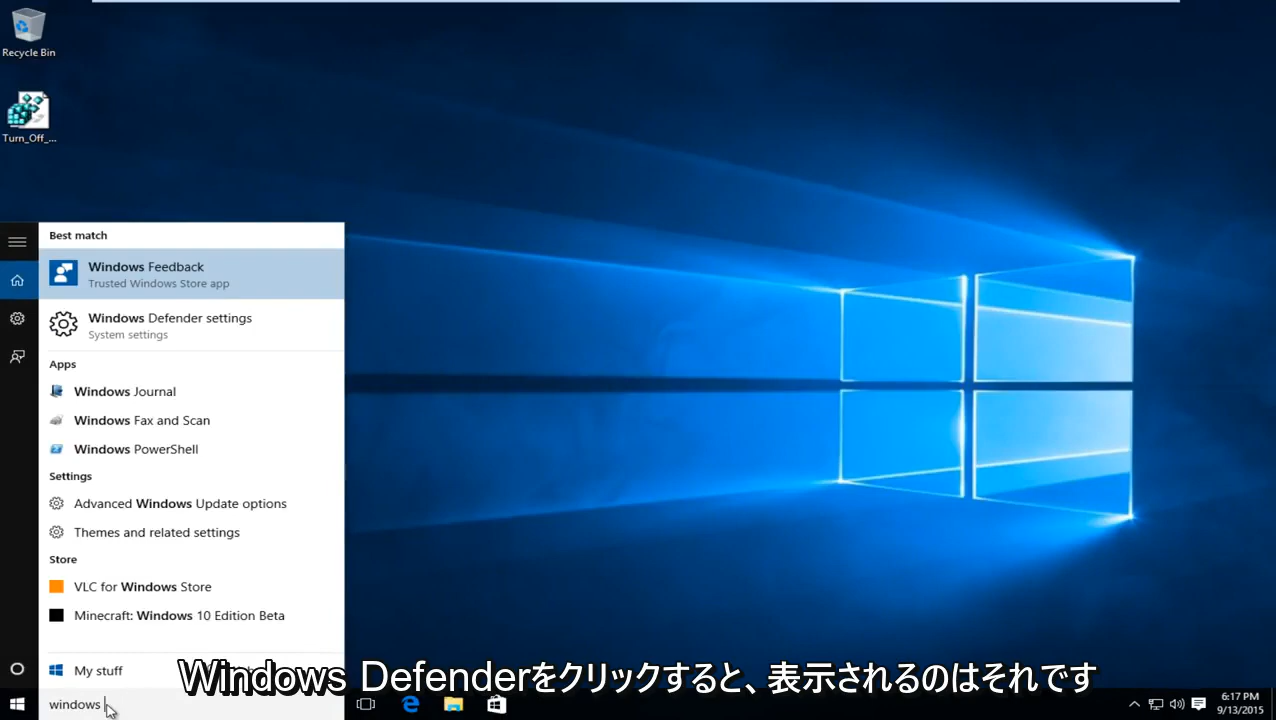 Recycle Bin
Turn_Off_...
Best match
Windows Feedback
Trusted Windows Store app
Windows Defender settings
System settings
Apps
Windows Journal
Windows Fax and Scan
Windows PowerShell
Settings
Advanced Windows Update options
Themes and related settings
Store
VLC for Windows Store
Minecraft: Windows 10 Edition Beta
My stuff
Windows Defenderをクリックすると、表示されるのはそれです
windows
6:17 PM
9/13/2015